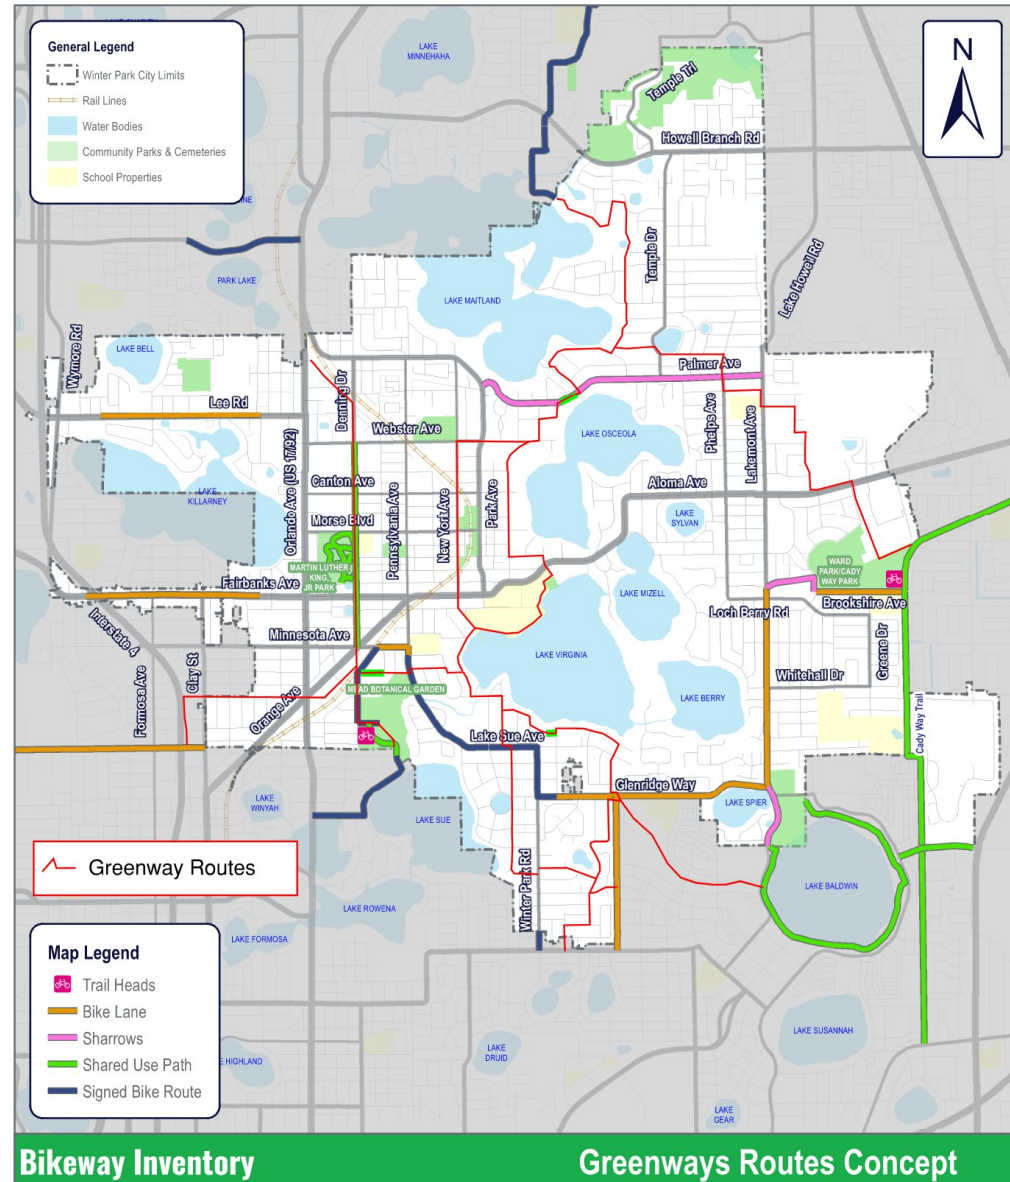 General Legend
Winter Park City Limits
Rail Lines
Water Bodies
Community Parks & Cemeteries
School Properties
N
LAKE
MINNEHAHA
Temple Trl
Howell Branch Rd
Temple Dr
Lake Howell Rd
PARK LAKE
LAKE MAITLAND
Wymore Rd
LAKE BELL
Palmer Ave
Lee Rd
Denning Dr
Webster Ave
Phelps Ave
Lakemont Ave
LAKE OSCEOLA
Orlando Ave (US 17/92)
Canton Ave
Pennsylvania Ave
New York Ave
Park Ave
Aloma Ave
LAKE
KILLARNEY
Morse Blvd
LAKE
SYLVAN
MARTIN LUTHER
KING,
JR PARK
WARD
PARK/CADY
WAY PARK
Fairbanks Ave
LAKE MIZELL
Brookshire Ave
Loch Berry Rd
Interstate 4
Minnesota Ave
Greene Dr
LAKE VIRGINIA
Whitehall Dr
Formosa Ave
Clay St
Orange Ave
MEAD BOTANICAL GARDEN
LAKE BERRY
Cady Way Trail
Lake Sue Ave
Glenridge Way
LAKE
WINYAH
LAKE SUE
LAKE SPIER
Greenway Routes
Winter Park Rd
LAKE BALDWIN
LAKE ROWENA
LAKE FORMOSA
Map Legend
Trail Heads
Bike Lane
Sharrows
Shared Use Path
Signed Bike Route
HIGHLAND
LAKE
DRUID
LAKE SUSANNAH
LAKE
GEAR
Bikeway Inventory
Greenways Routes Concept